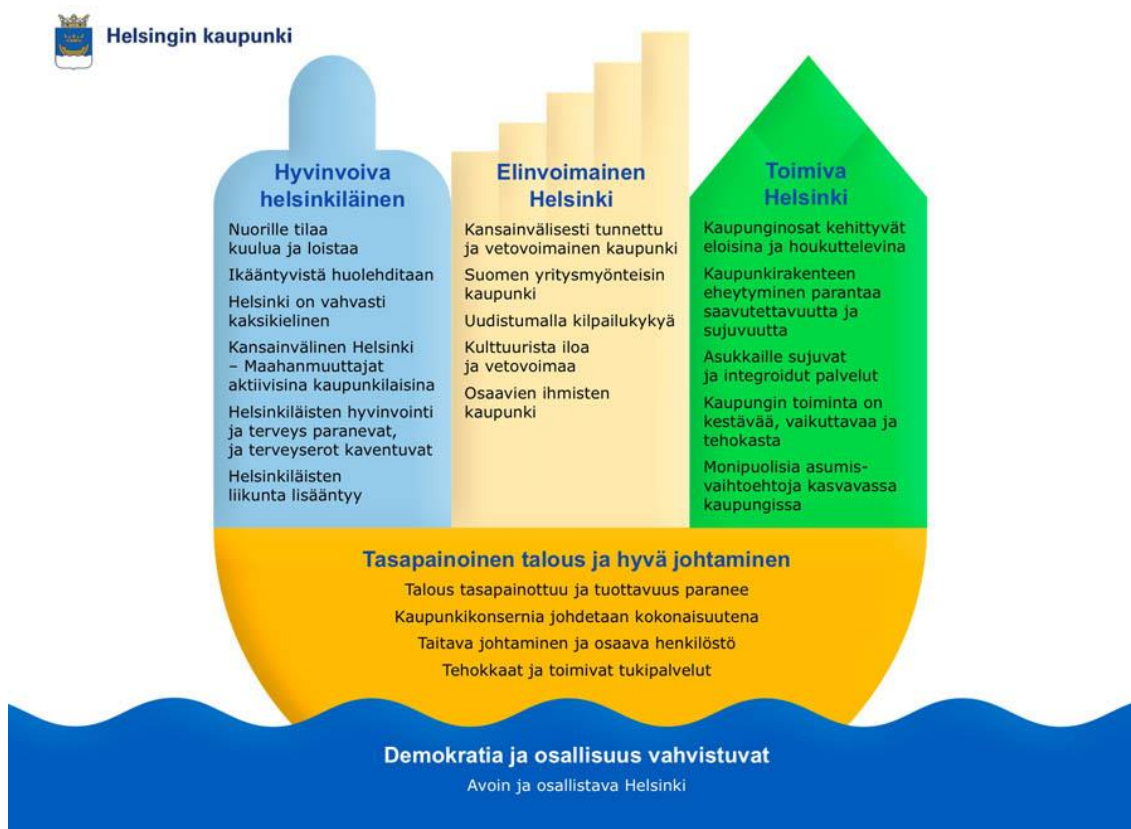 Helsingin kaupunki
Hyvinvoiva
helsinkiläinen
Nuorille tilaa
kuulua ja loistaa
Ikääntyvistä huolehditaan
Helsinki on vahvasti
kaksikielinen
Kansainvälinen Helsinki
– Maahanmuuttajat
aktiivisina kaupunkilaisina
Helsinkiläisten hyvinvointi
ja terveys paranevat,
ja terveyserot kaventuvat
Helsinkiläisten
liikunta lisääntyy
Elinvoimainen
Helsinki
Kansainvälisesti tunnettu
ja vetovoimainen kaupunki
Suomen yritysmyönteisin
kaupunki
Uudistumalla kilpailukykyä
Kulttuurista iloa
ja vetovoimaa
Osaavien ihmisten
kaupunki
Toimiva
Helsinki
Kaupunginosat kehittyvät
eloisina ja houkuttelevina
Kaupunkirakenteen
eheytyminen parantaa
saavutettavuutta ja
sujuvuutta
Asukkaille sujuvat
ja integroidut palvelut
Kaupungin toiminta on
kestävää, vaikuttavaa ja
tehokasta
Monipuolisia asumis-
vaihtoehtoja kasvavassa
kaupungissa
Tasapainoinen talous ja hyvä johtaminen
Talous tasapainottuu ja tuottavuus paranee
Kaupunkikonsernia johdetaan kokonaisuutena
Taitava johtaminen ja osaava henkilöstö
Tehokkaat ja toimivat tukipalvelut
Demokratia ja osallisuus vahvistuvat
Avoin ja osallistava Helsinki